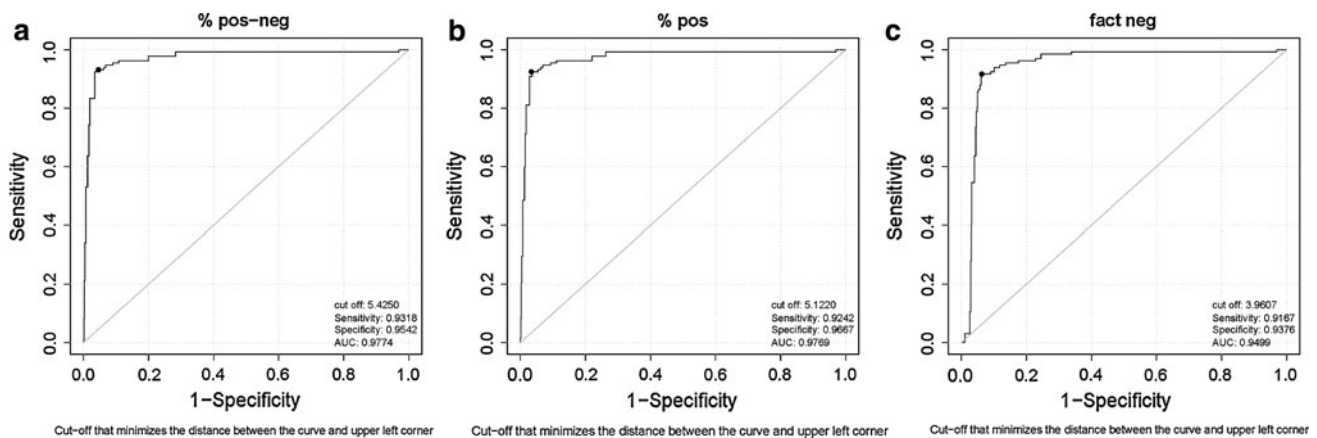 a
% pos-neg
Sensitivity
1.0
0.8
0.6
0.4
0.2
0.0
cut off: 5.4250
Sensitivity: 0.9318
Specificity: 0.9542
AUC: 0.9774
0.0 0.2 0.4 0.6 0.8 1.0
1-Specificity
Cut-off that minimizes the distance between the curve and upper left corner
b
% pos
Sensitivity
1.0
0.8
0.6
0.4
0.2
0.0
cut off: 5.1220
Sensitivity: 0.9242
Specificity: 0.9667
AUC: 0.9769
0.0 0.2 0.4 0.6 0.8 1.0
1-Specificity
Cut-off that minimizes the distance between the curve and upper left corner
c
fact neg
Sensitivity
1.0
0.8
0.6
0.4
0.2
0.0
cut off: 3.9607
Sensitivity: 0.9167
Specificity: 0.9376
AUC: 0.9499
0.0 0.2 0.4 0.6 0.8 1.0
1-Specificity
Cut-off that minimizes the distance between the curve and upper left corner